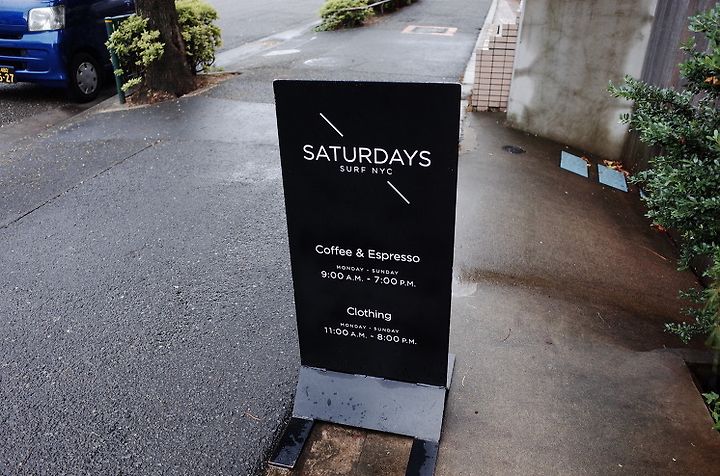 SATURDAYS
SURF NYC
Coffee & Espresso
MONDAY - SUNDAY
9:00 A.M. - 7:00 P.M.
Clothing
MONDAY - SUNDAY
11:00 A.M. - 8:00 P.M.